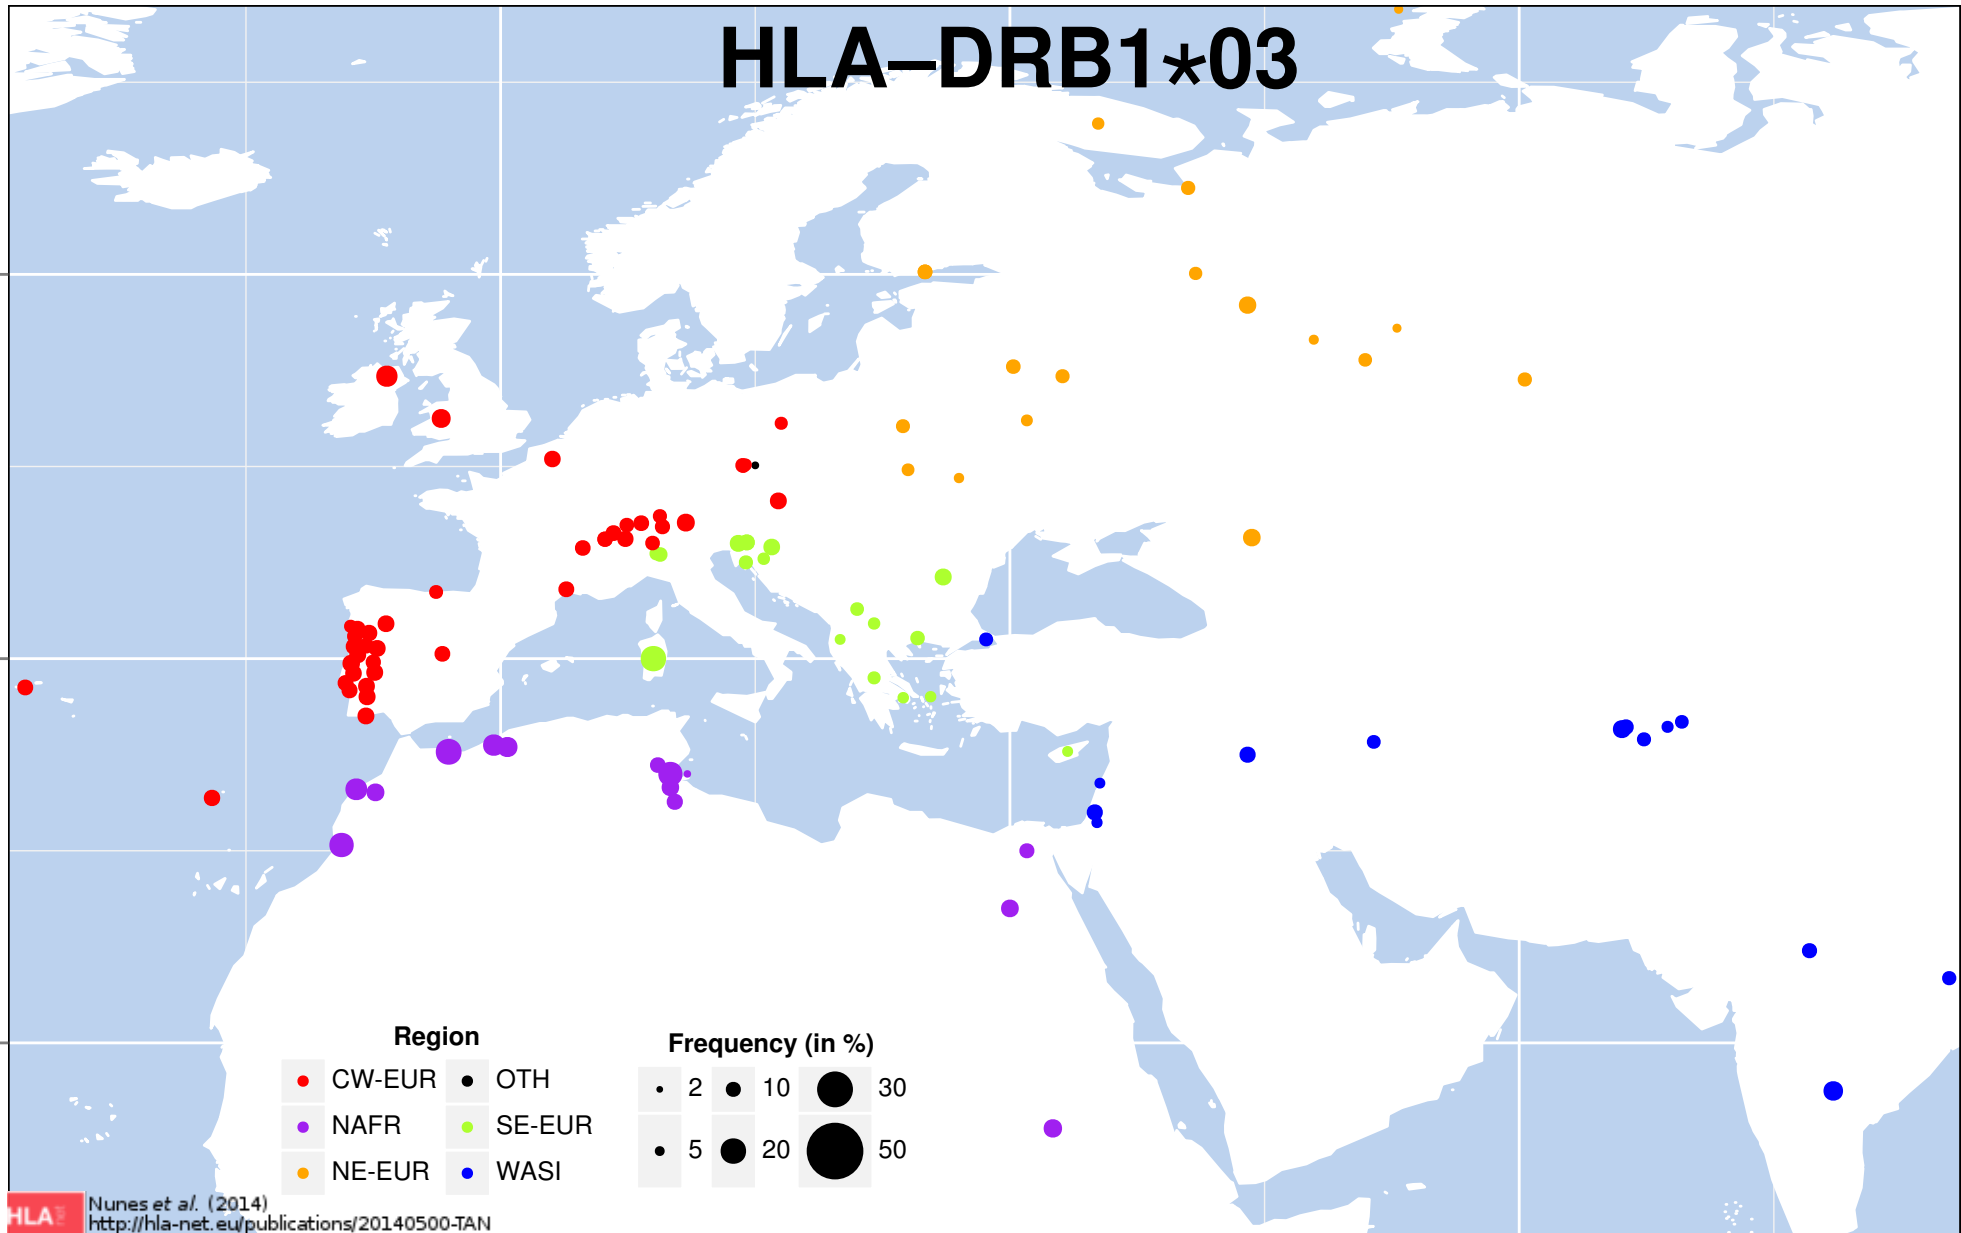 HLA–DRB1*03
Region
CW-EUR OTH
NAFR SE-EUR
NE-EUR WASI
Frequency (in %)
2 10 30
5 20 50
HLA net
Nunes et al. (2014)
http://hla-net.eu/publications/20140500-TAN